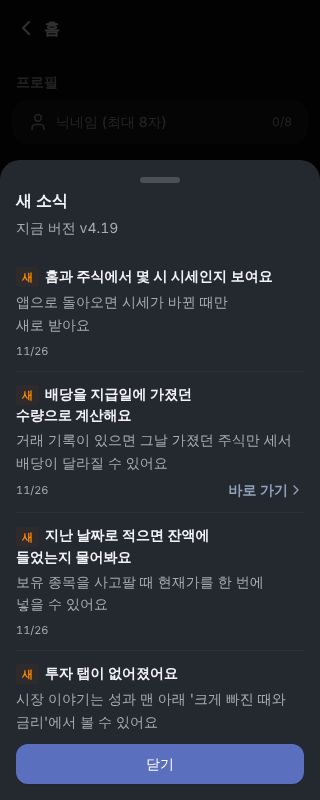 홈
프로필
닉네임 (최대 8자)
0/8
새 소식
지금 버전 v4.19
새 홈과 주식에서 몇 시 시세인지 보여요
앱으로 돌아오면 시세가 바뀐 때만
새로 받아요
11/26
새 배당을 지급일에 가졌던
수량으로 계산해요
거래 기록이 있으면 그날 가졌던 주식만 세서
배당이 달라질 수 있어요
11/26
바로 가기
새 지난 날짜로 적으면 잔액에
들었는지 물어봐요
보유 종목을 사고팔 때 현재가를 한 번에
넣을 수 있어요
11/26
새 투자 탭이 없어졌어요
시장 이야기는 성과 맨 아래 '크게 빠진 때와
금리'에서 볼 수 있어요
닫기